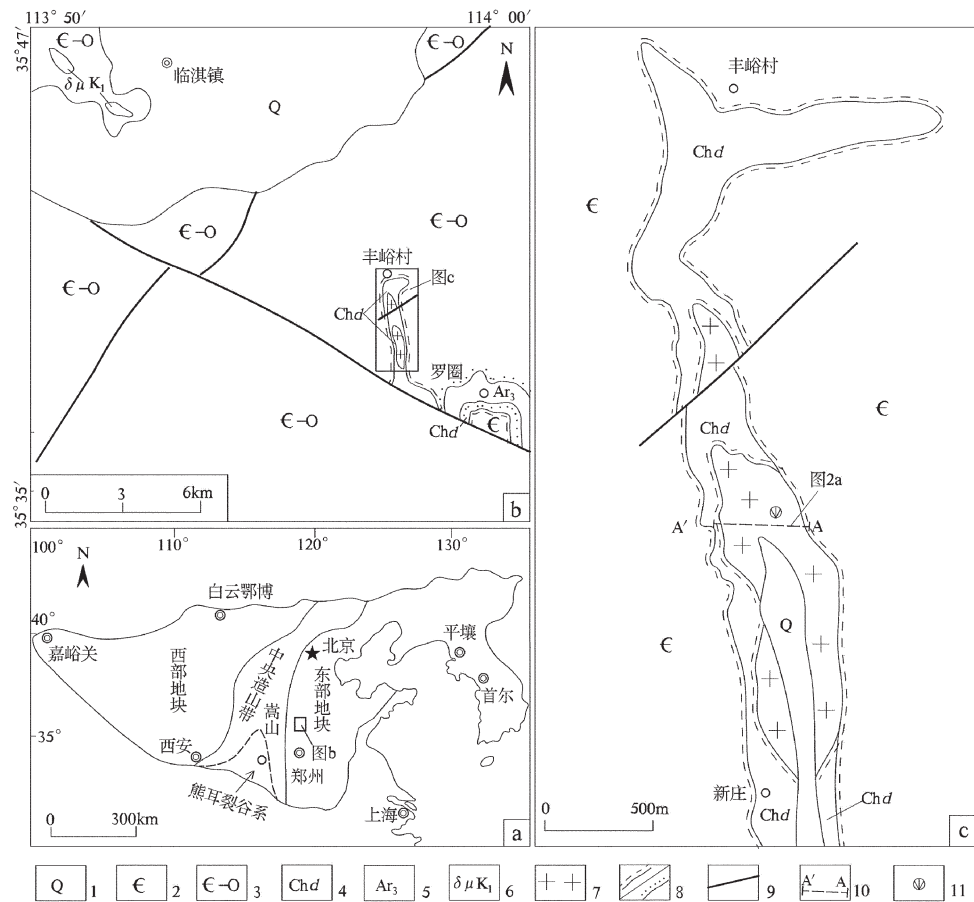 113° 50′
114° 00′
35°47′
Є-O
δμK₁
临淇镇
Q
Є-O
N
Є-O
Є-O
Є-O
丰峪村
图c
Chd
罗圈
Ar₃
Chd
Є
Є-O
0 3 6km
35°35′
b
100° 110° 120° 130°
N
40°
35°
白云鄂博
嘉峪关
西部地块
中央造山带
北京
东部地块
嵩山
图b
郑州
西安
熊耳裂谷系
平壤
首尔
上海
0 300km
a
丰峪村
Chd
Є
Є
Chd
图2a
A′ A
Q
Є
新庄
Chd
Chd
0 500m
c
Q 1
Є 2
Є-O 3
Chd 4
Ar₃ 5
δμK₁ 6
7
8
9
A′ A 10
11